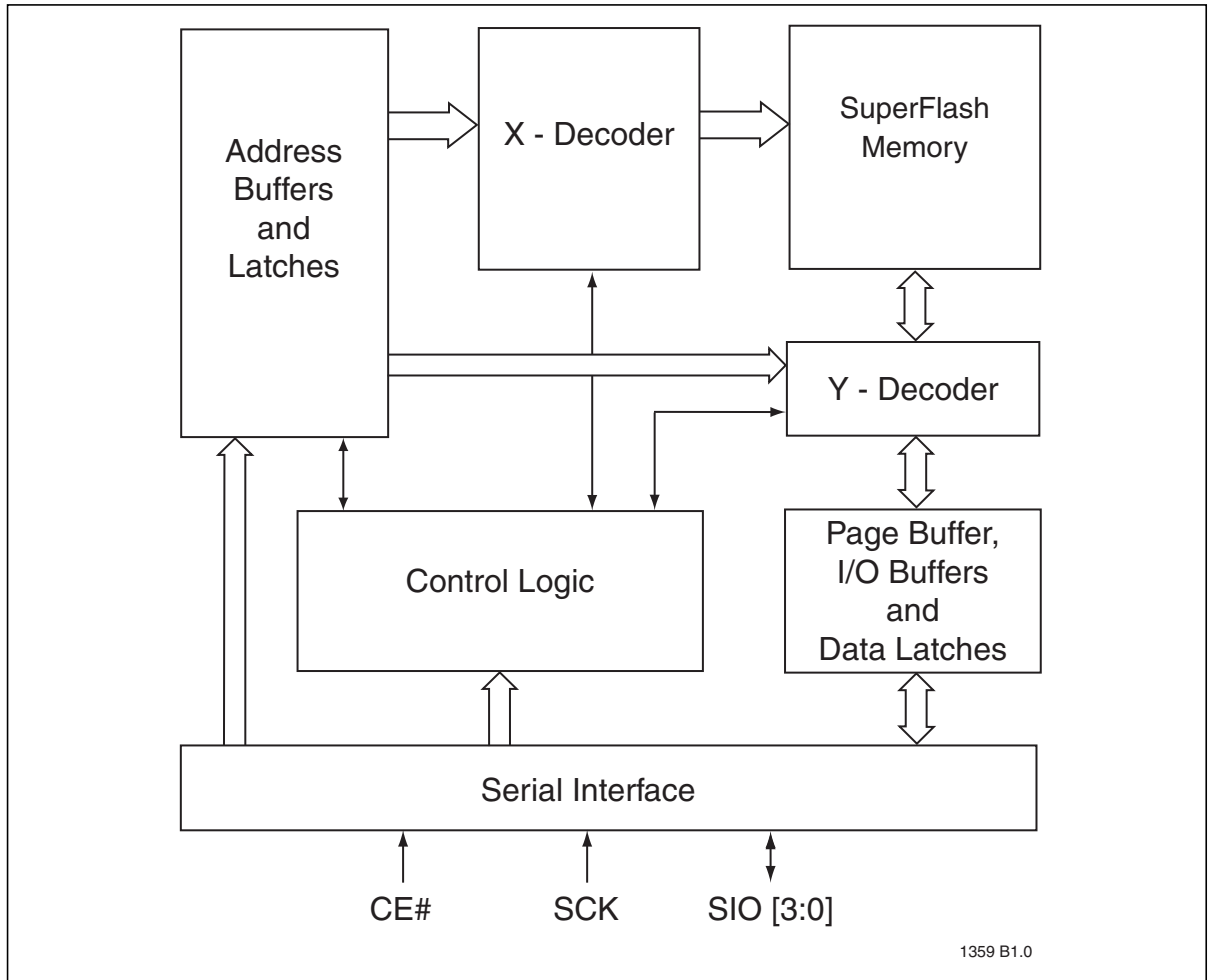 Address
Buffers
and
Latches
X - Decoder
SuperFlash
Memory
Y - Decoder
Control Logic
Page Buffer,
I/O Buffers
and
Data Latches
Serial Interface
CE#
SCK
SIO [3:0]
1359 B1.0